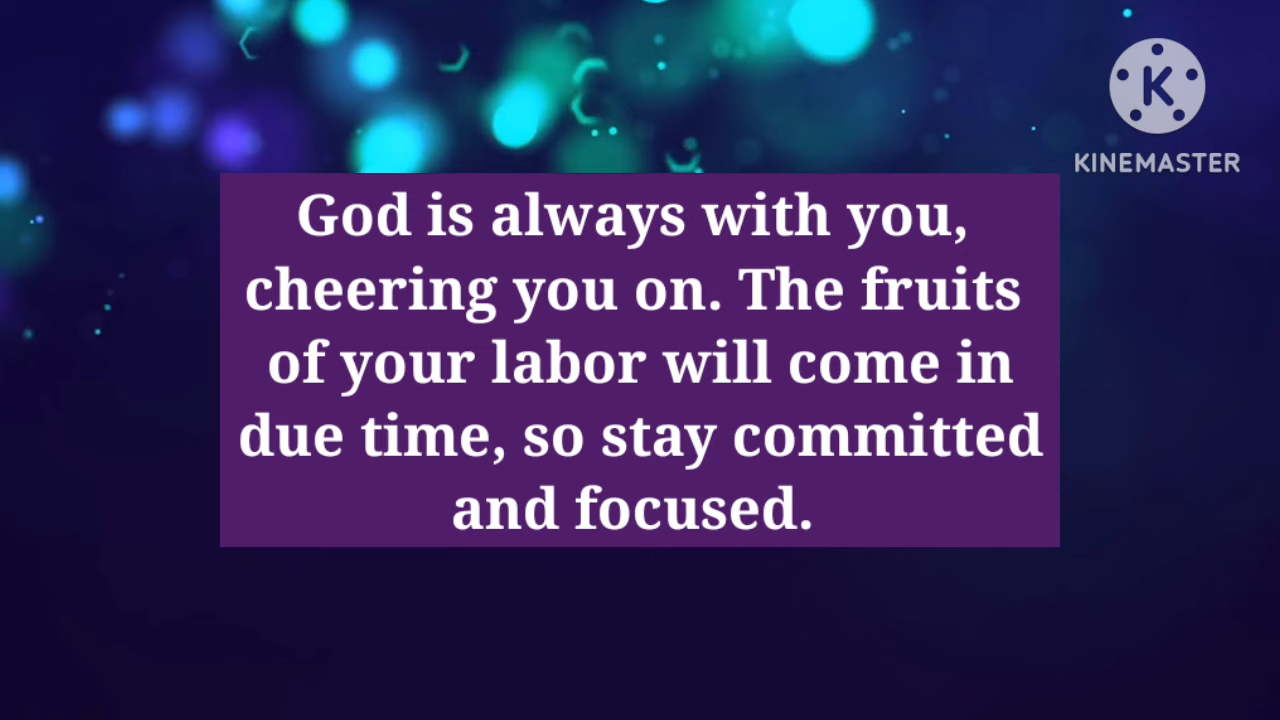 K
KINEMASTER
God is always with you,
cheering you on. The fruits
of your labor will come in
due time, so stay committed
and focused.